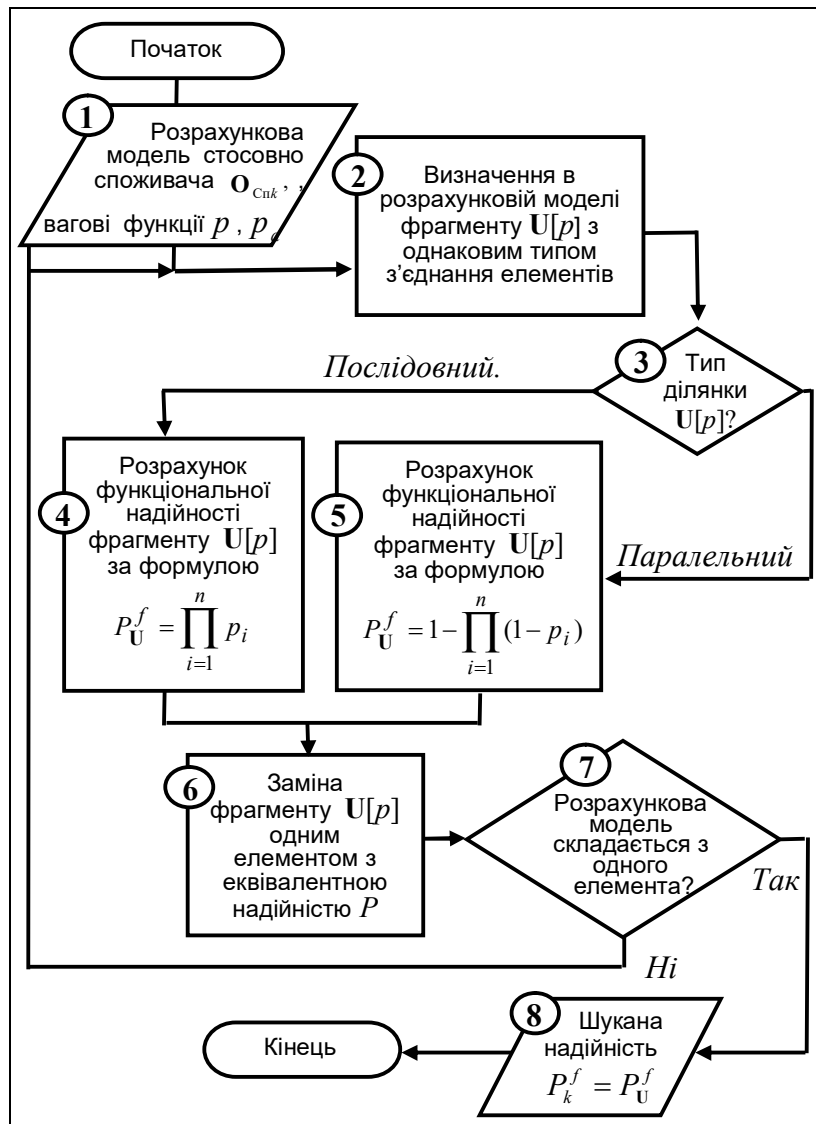 Початок
1
Розрахункова
модель стосовно
споживача O_Спk, ,
вагові функції p , p_a
2
Визначення в
розрахунковій моделі
фрагменту U[p] з
однаковим типом
з’єднання елементів
3
Тип
ділянки
U[p]?
Послідовний.
Паралельний
4
Розрахунок
функціональної
надійності
фрагменту U[p]
за формулою
P_U^f = ∏_{i=1}^{n} p_i
5
Розрахунок
функціональної
надійності
фрагменту U[p]
за формулою
P_U^f = 1 − ∏_{i=1}^{n} (1 − p_i)
6
Заміна
фрагменту U[p]
одним
елементом з
еквівалентною
надійністю P
7
Розрахункова
модель
складається з
одного
елемента?
Так
Ні
8
Шукана
надійність
P_k^f = P_U^f
Кінець